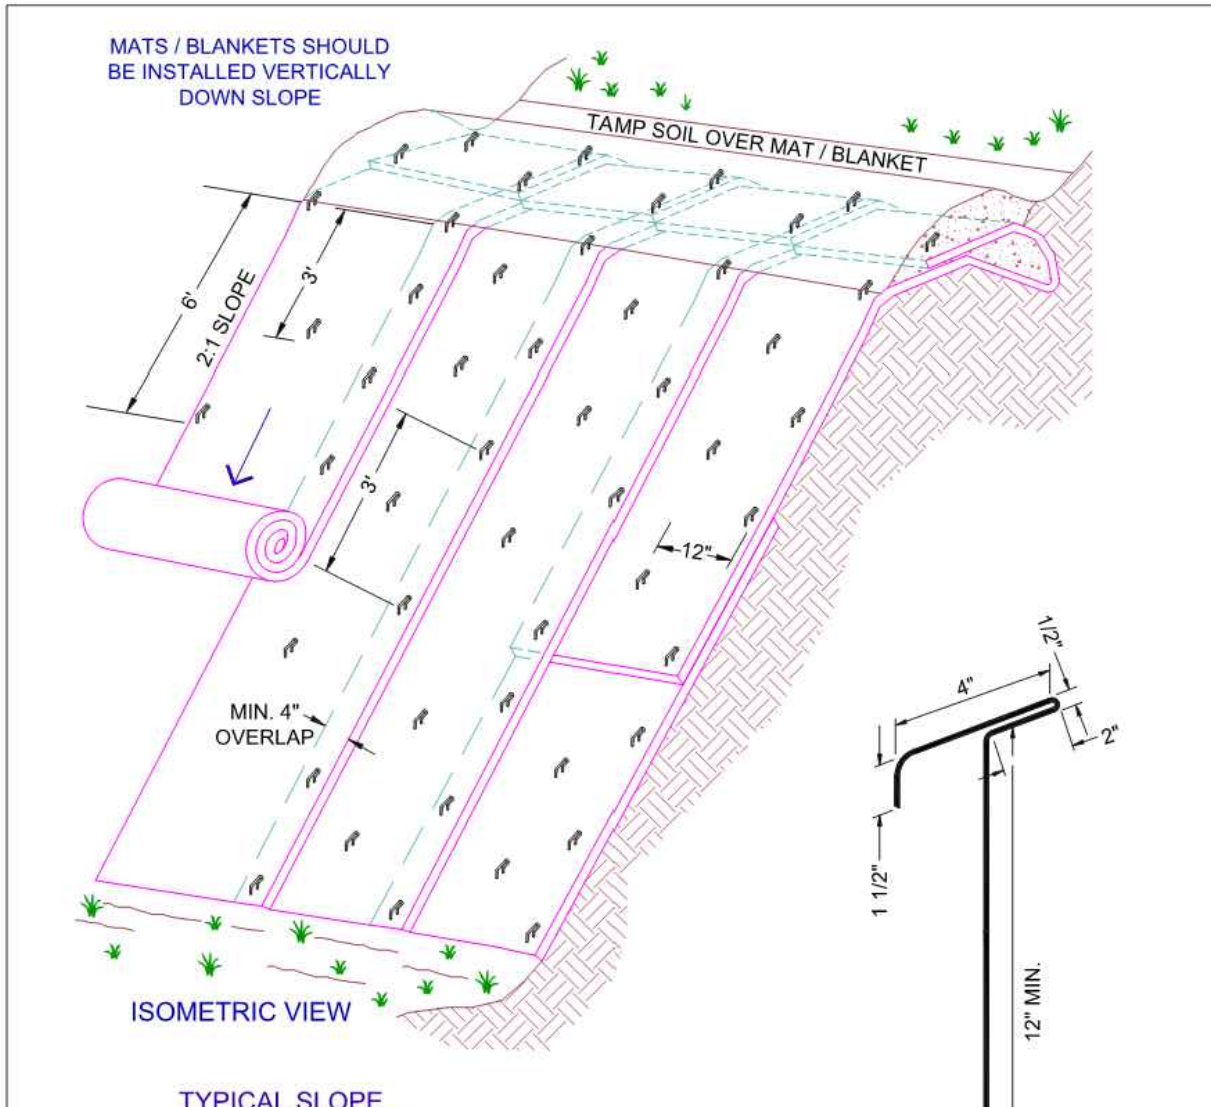 MATS / BLANKETS SHOULD
BE INSTALLED VERTICALLY
DOWN SLOPE
TAMP SOIL OVER MAT / BLANKET
6'
2:1 SLOPE
3'
3'
12"
MIN. 4"
OVERLAP
1/2"
4"
2"
1 1/2"
12" MIN.
ISOMETRIC VIEW
TYPICAL SLOPE